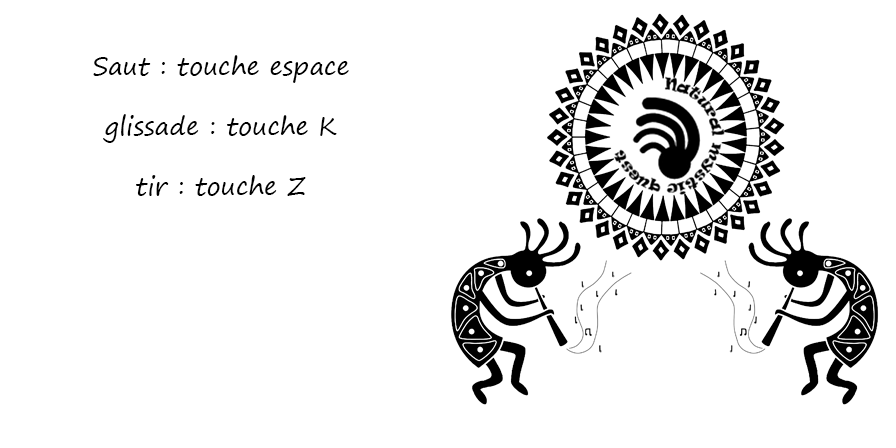 Saut : touche espace
glissade : touche K
tir : touche Z
Natural mystic quest